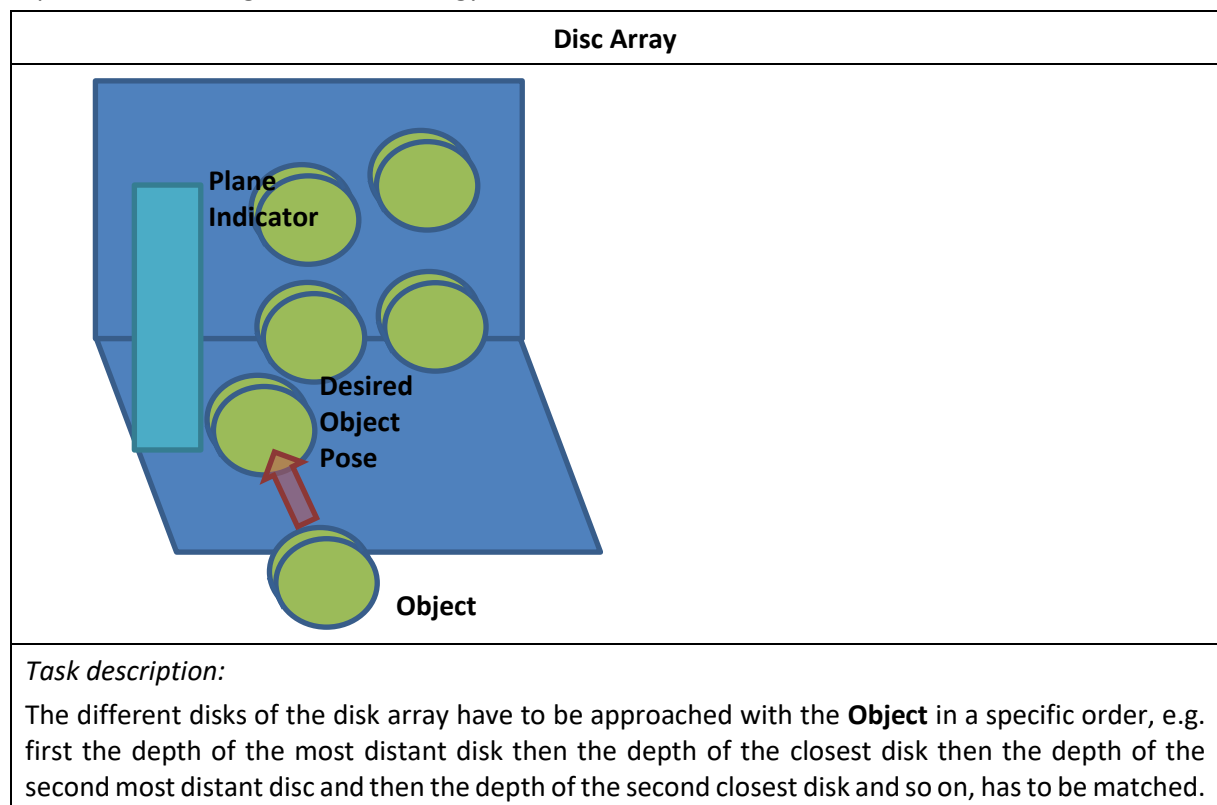 Disc Array
Plane
Indicator
Desired
Object
Pose
Object
Task description:
The different disks of the disk array have to be approached with the Object in a specific order, e.g.
first the depth of the most distant disk then the depth of the closest disk then the depth of the
second most distant disc and then the depth of the second closest disk and so on, has to be matched.